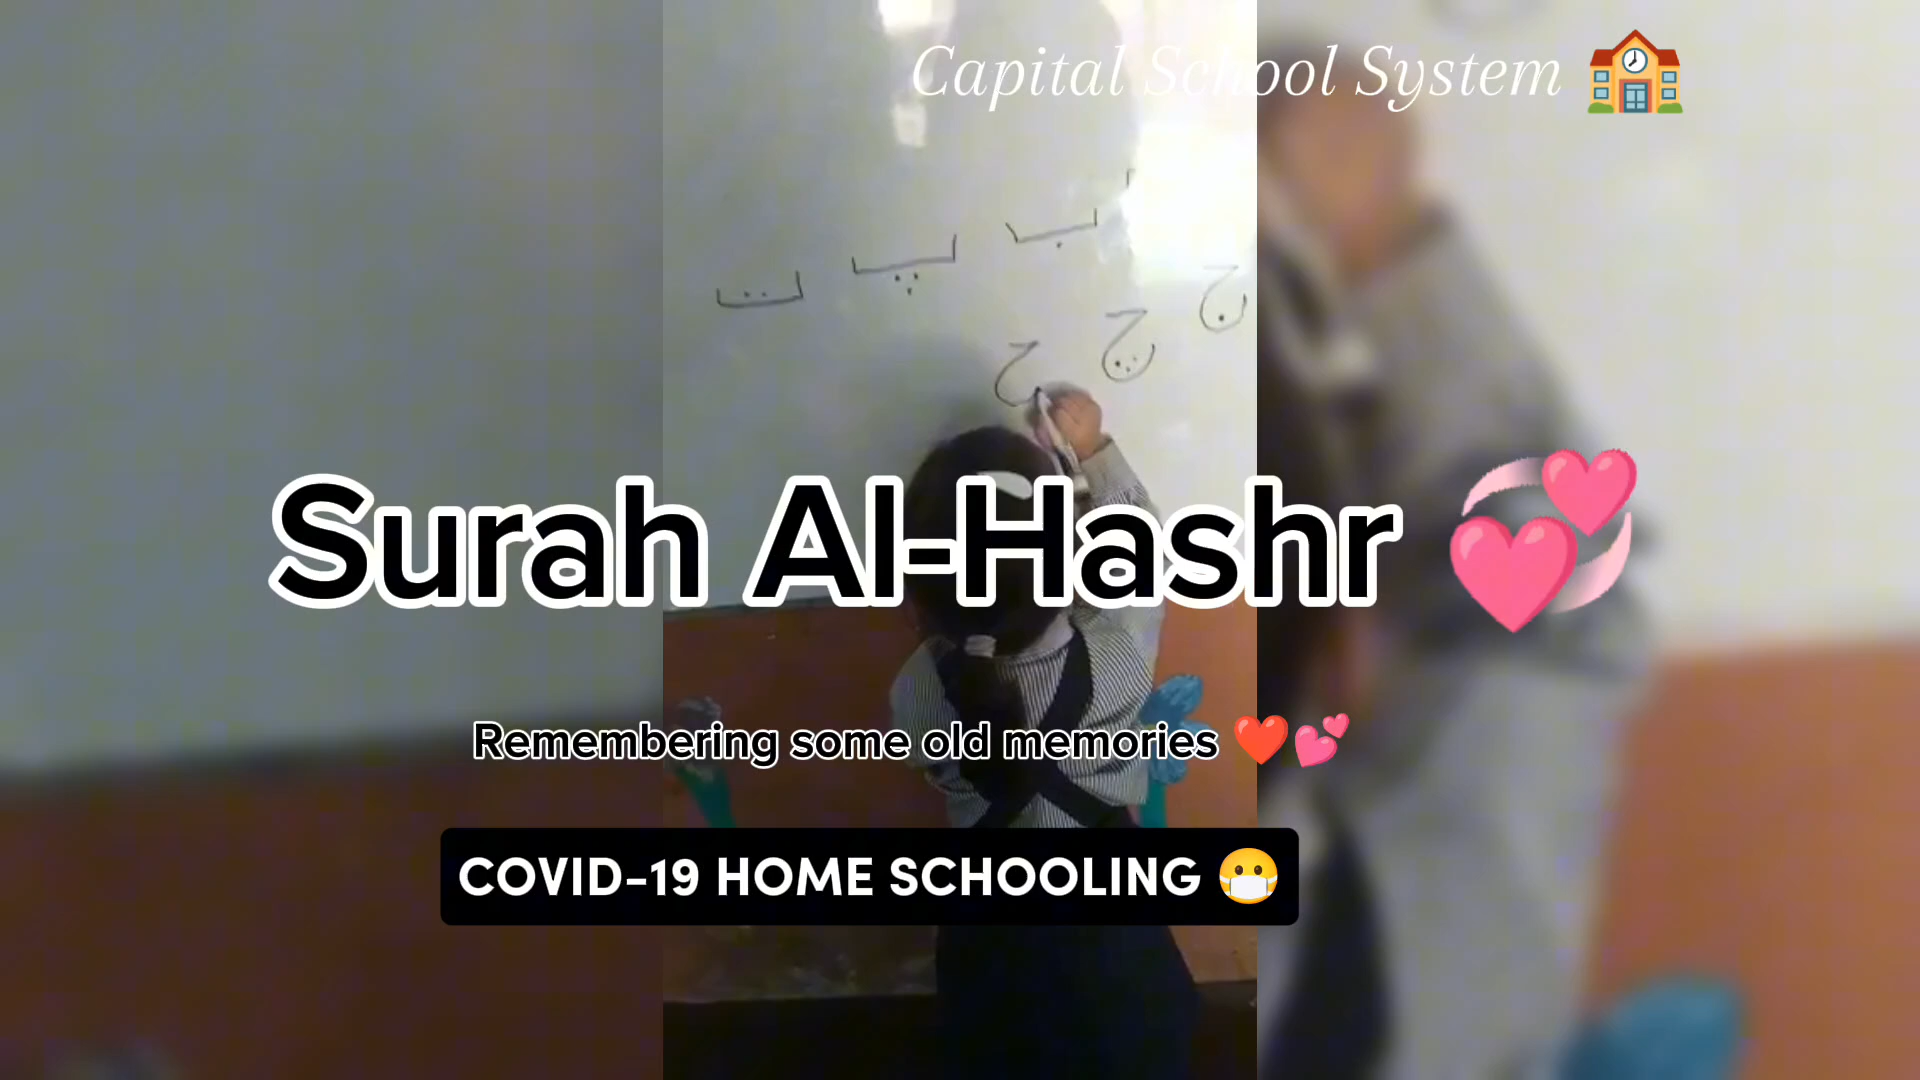 Capital School System 🏫
ب پ ت
ج چ ح
Surah Al-Hashr 💞
Remembering some old memories ❤️💕
COVID-19 HOME SCHOOLING 😷